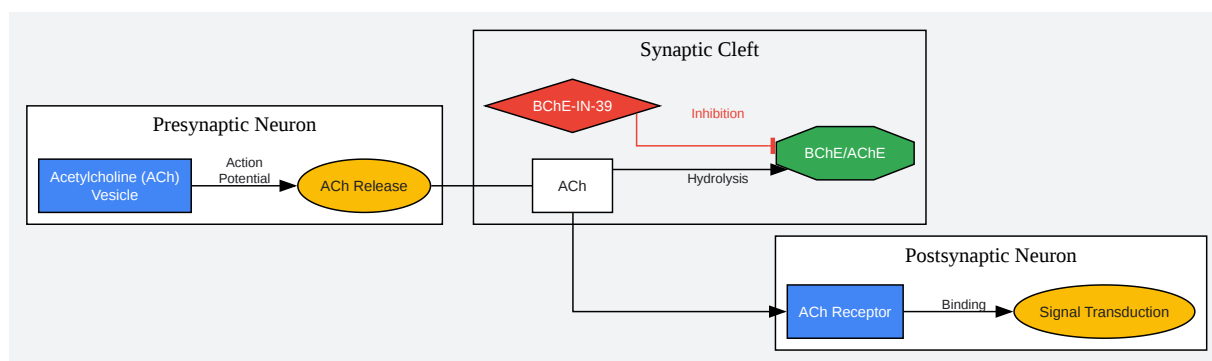 Synaptic Cleft
BChE-IN-39
Inhibition
BChE/AChE
Presynaptic Neuron
Acetylcholine (ACh)
Vesicle
Action
Potential
ACh Release
ACh
Hydrolysis
Postsynaptic Neuron
ACh Receptor
Binding
Signal Transduction